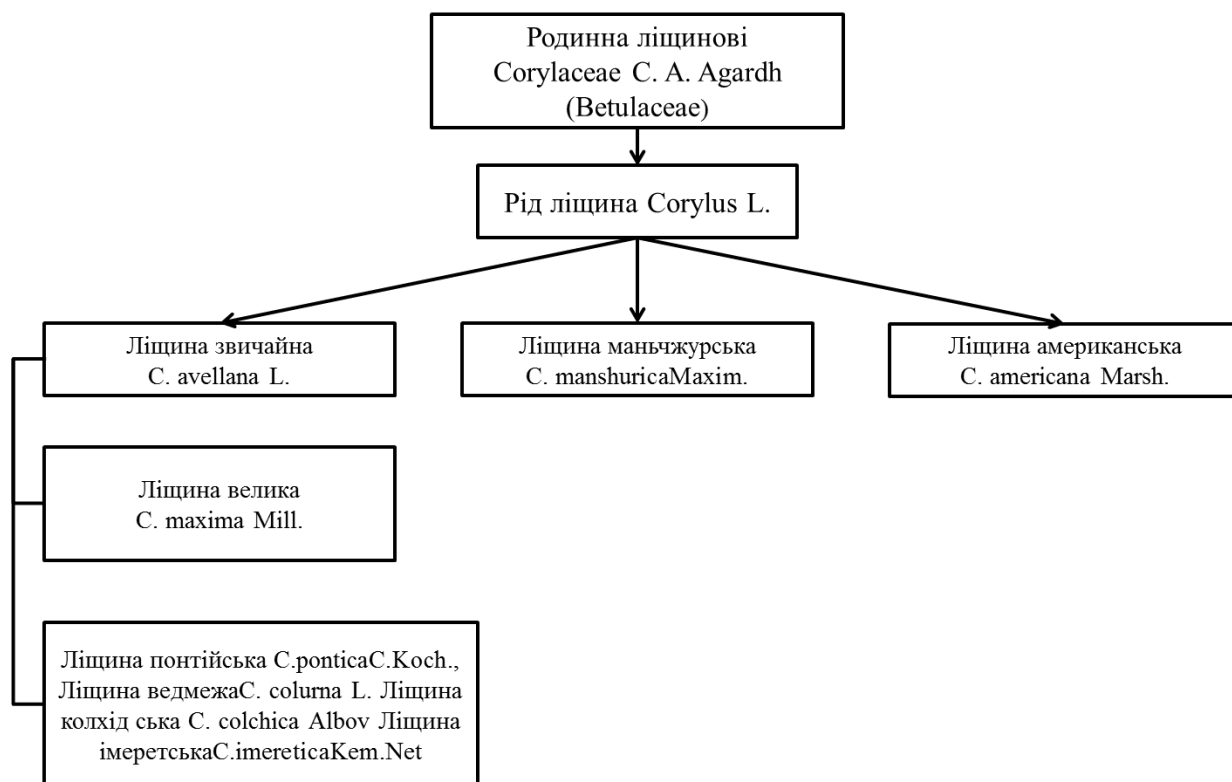 Родинна ліщинові
Corylaceae C. A. Agardh
(Betulaceae)
Рід ліщина Corylus L.
Ліщина звичайна
C. avellana L.
Ліщина маньчжурська
C. manshuricaMaxim.
Ліщина американська
C. americana Marsh.
Ліщина велика
C. maxima Mill.
Ліщина понтійська C.ponticaC.Koch.,
Ліщина ведмежаC. colurna L. Ліщина
колхід ська C. colchica Albov Ліщина
імеретськаC.imereticaKem.Net